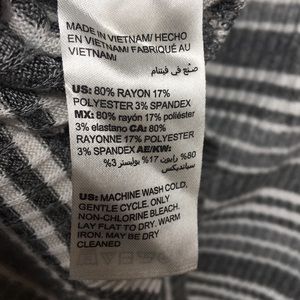 MADE IN VIETNAM/ HECHO
EN VIETNAM/ FABRIQUÉ AU
VIETNAM
صنع في فيتنام
US: 80% RAYON 17%
POLYESTER 3% SPANDEX
MX: 80% rayón 17% poliéster
3% elastano CA: 80%
RAYONNE 17% POLYESTER
3% SPANDEX AE/KW:
80% رايون 17% بوليستر 3%
سباندیكس
US: MACHINE WASH COLD,
GENTLE CYCLE. ONLY
NON-CHLORINE BLEACH.
LAY FLAT TO DRY. WARM
IRON. MAY BE DRY
CLEANED